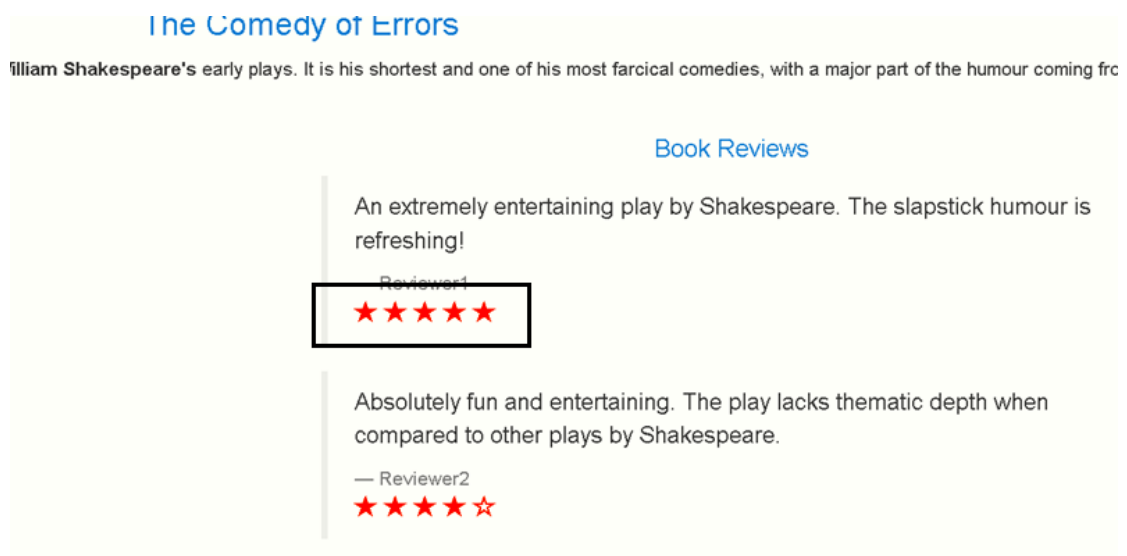 The Comedy of Errors
William Shakespeare's early plays. It is his shortest and one of his most farcical comedies, with a major part of the humour coming
Book Reviews
An extremely entertaining play by Shakespeare. The slapstick humour is
refreshing!
Reviewer1
★★★★★
Absolutely fun and entertaining. The play lacks thematic depth when
compared to other plays by Shakespeare.
— Reviewer2
★★★★☆